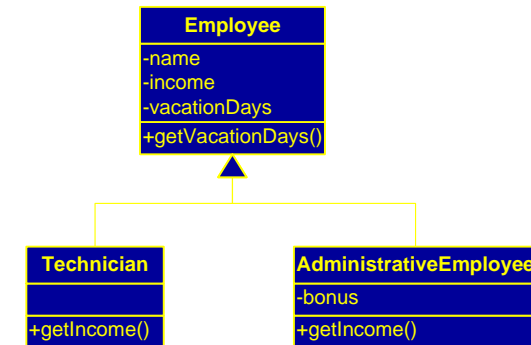 Employee
-name
-income
-vacationDays
+getVacationDays()
Technician
+getIncome()
AdministrativeEmployee
-bonus
+getIncome()